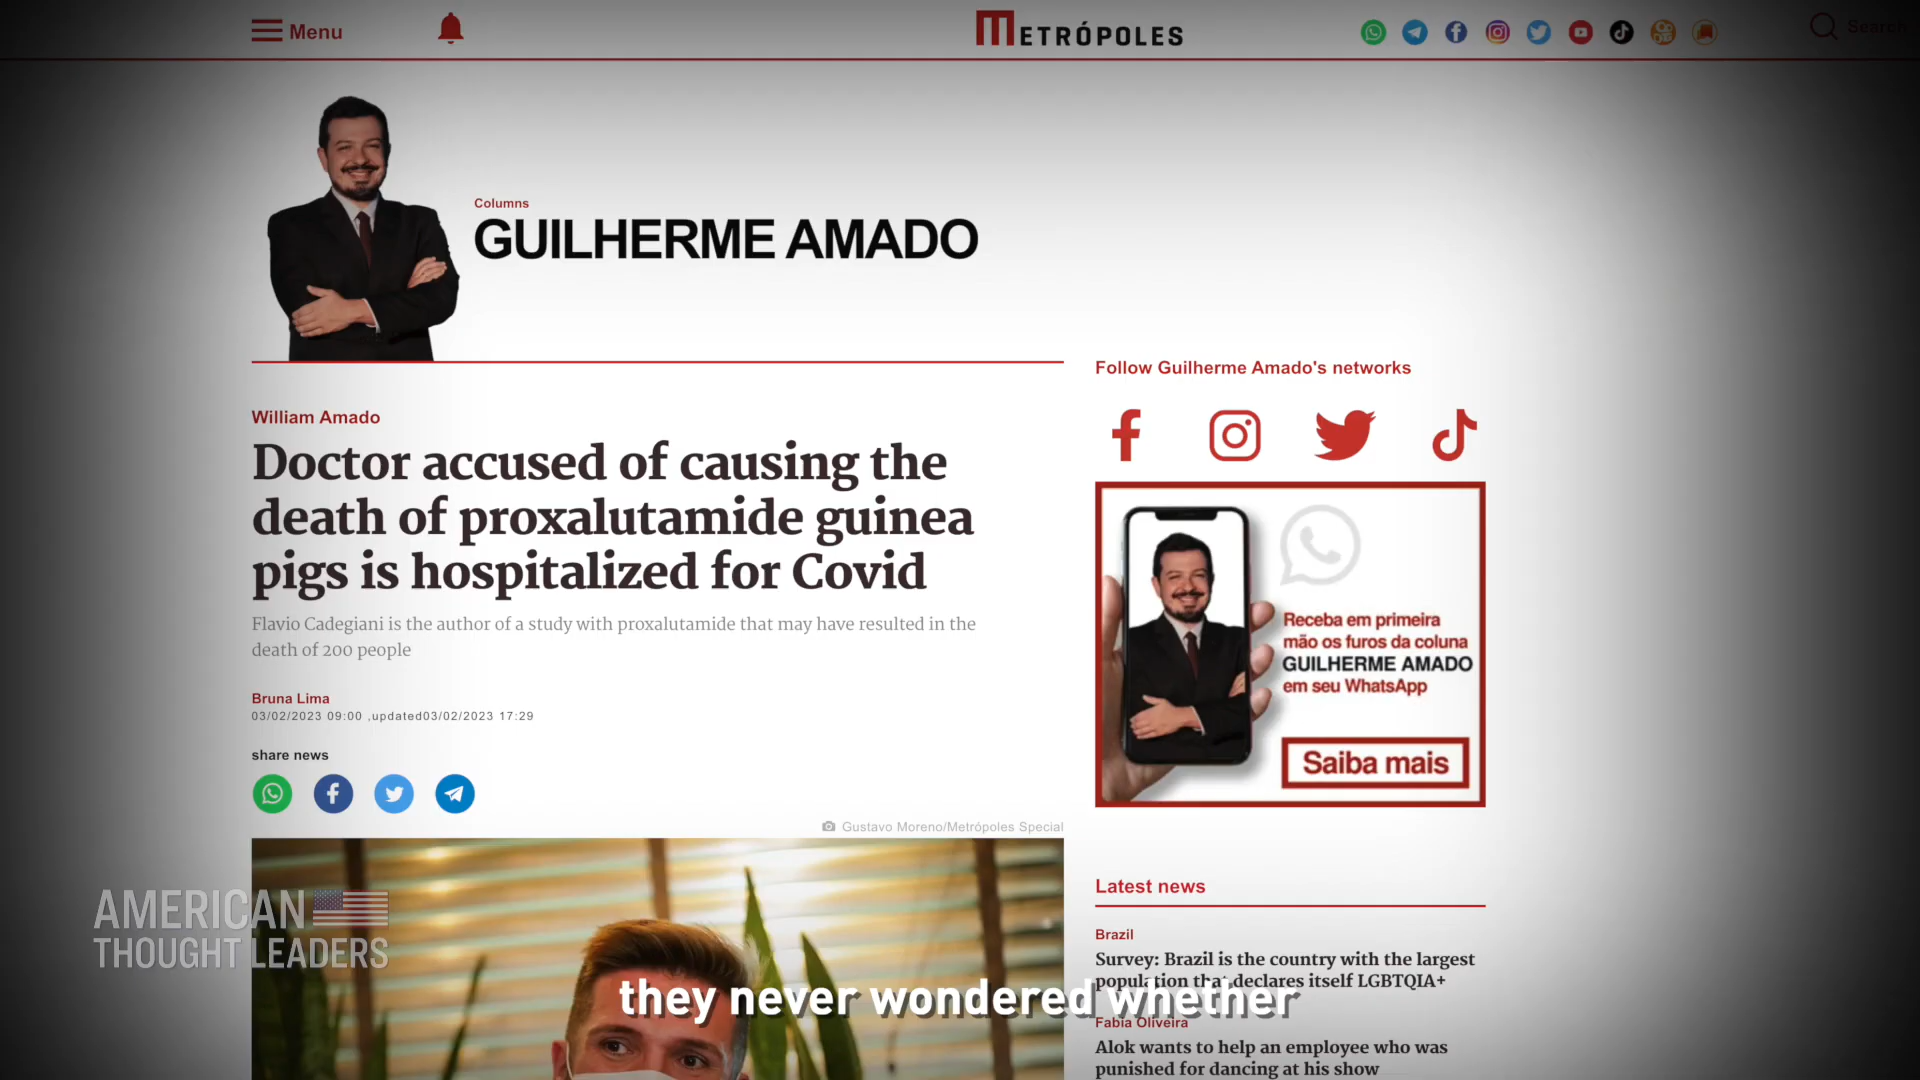 Menu
METRÓPOLES
Search
Columns
GUILHERME AMADO
William Amado
Doctor accused of causing the
death of proxalutamide guinea
pigs is hospitalized for Covid
Flavio Cadegiani is the author of a study with proxalutamide that may have resulted in the
death of 200 people
Bruna Lima
03/02/2023 09:00 ,updated03/02/2023 17:29
share news
Gustavo Moreno/Metrópoles Special
Follow Guilherme Amado's networks
Receba em primeira
mão os furos da coluna
GUILHERME AMADO
em seu WhatsApp
Saiba mais
Latest news
Brazil
Survey: Brazil is the country with the largest
population that declares itself LGBTQIA+
Fabia Oliveira
Alok wants to help an employee who was
punished for dancing at his show
AMERICAN
THOUGHT LEADERS
they never wondered whether